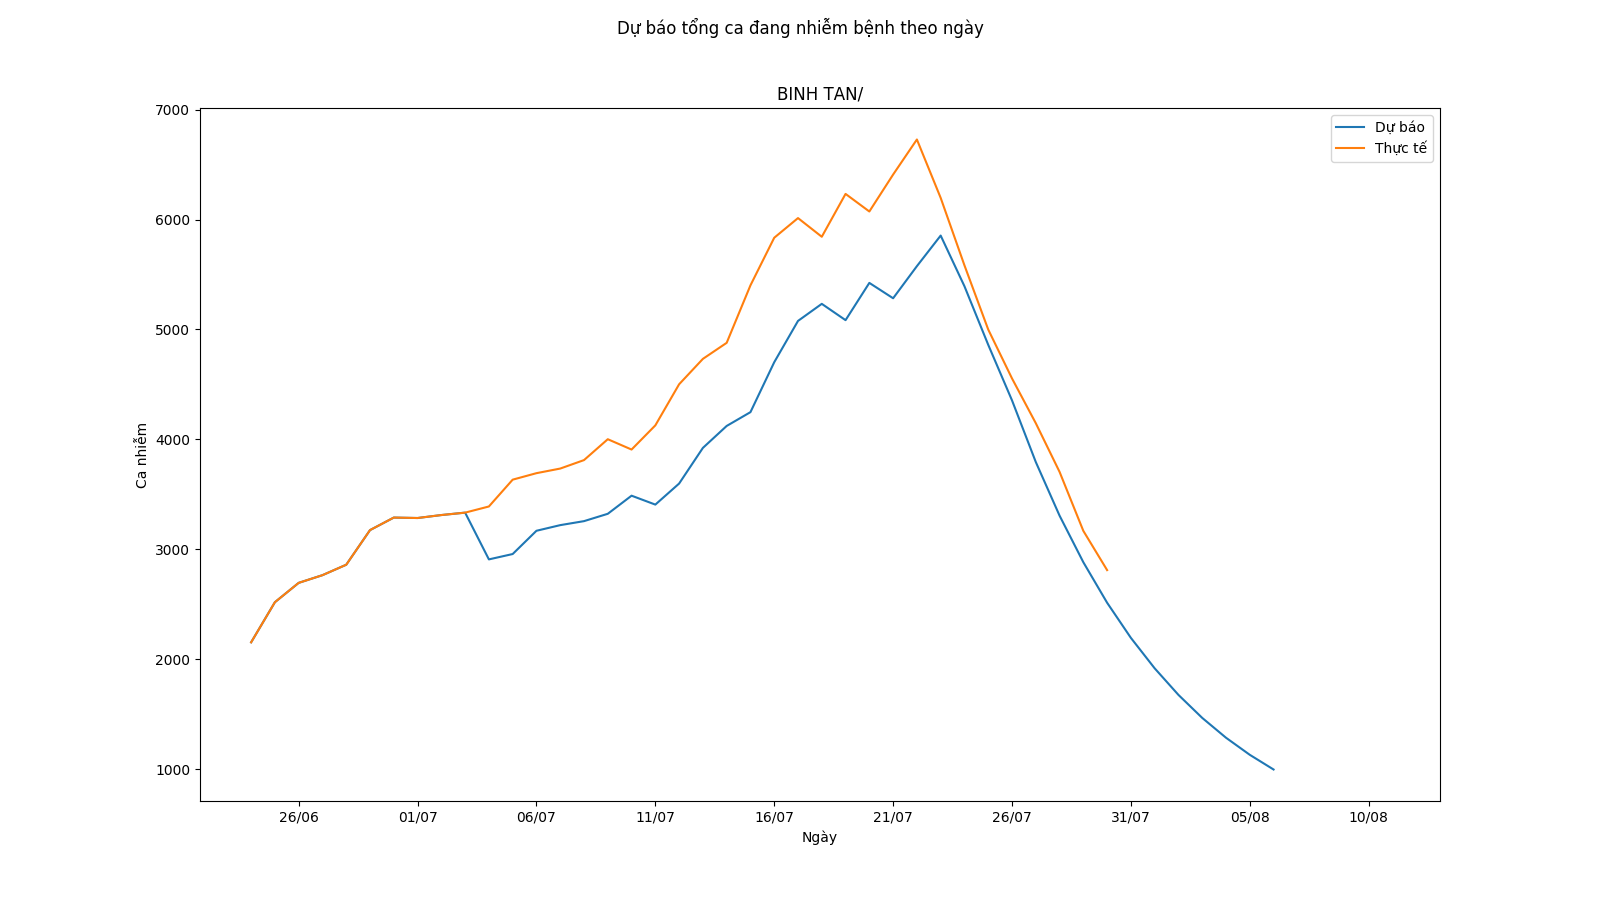 Dự báo tổng ca đang nhiễm bệnh theo ngày
BINH TAN/
7000
6000
5000
4000
3000
2000
1000
Ca nhiễm
Dự báo
Thực tế
26/06 01/07 06/07 11/07 16/07 21/07 26/07 31/07 05/08 10/08
Ngày